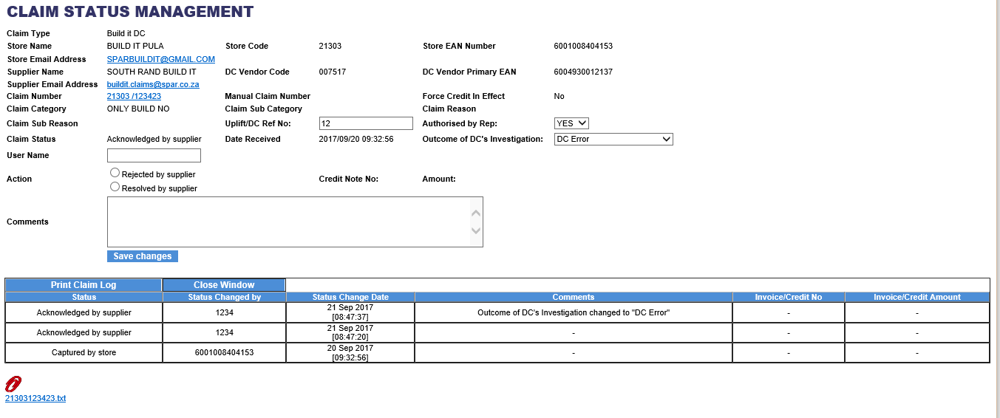 CLAIM STATUS MANAGEMENT
Claim Type Build it DC
Store Name BUILD IT PULA Store Code 21303 Store EAN Number 6001008404153
Store Email Address SPARBUILDIT@GMAIL.COM
Supplier Name SOUTH RAND BUILD IT DC Vendor Code 007517 DC Vendor Primary EAN 6004930012137
Supplier Email Address buildit.claims@spar.co.za
Claim Number 21303 /123423 Manual Claim Number Force Credit In Effect No
Claim Category ONLY BUILD NO Claim Sub Category Claim Reason
Claim Sub Reason Uplift/DC Ref No: 12 Authorised by Rep: YES
Claim Status Acknowledged by supplier Date Received 2017/09/20 09:32:56 Outcome of DC's Investigation: DC Error
User Name
Rejected by supplier
Action Credit Note No: Amount:
Resolved by supplier
Comments
Save changes
Print Claim Log Close Window
Status Status Changed by Status Change Date Comments Invoice/Credit No Invoice/Credit Amount
Acknowledged by supplier 1234 21 Sep 2017 [08:47:37] Outcome of DC's Investigation changed to "DC Error" - -
Acknowledged by supplier 1234 21 Sep 2017 [08:47:20] - - -
Captured by store 6001008404153 20 Sep 2017 [09:32:56] - - -
21303123423.txt